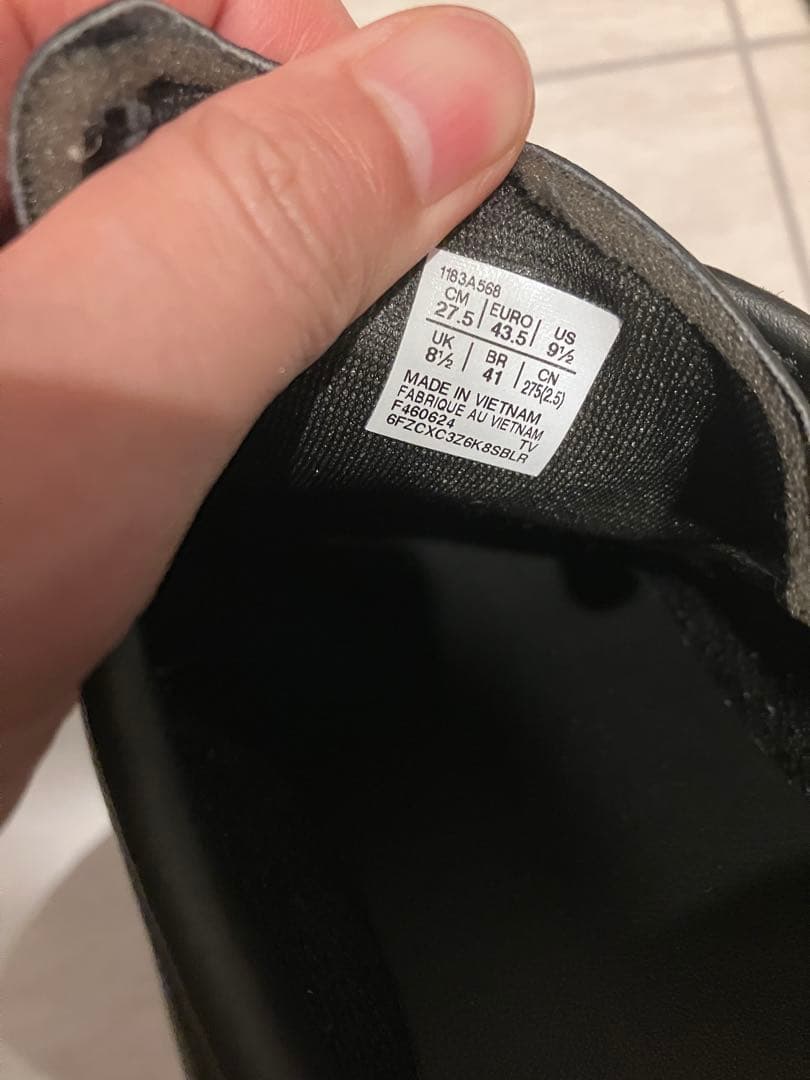 1183A568
CM 27.5 | EURO 43.5 | US 9½
UK 8½ | BR 41 | CN 275(2.5)
MADE IN VIETNAM
FABRIQUE AU VIETNAM
F460624 TV
6FZCXC3Z6K8SBLR